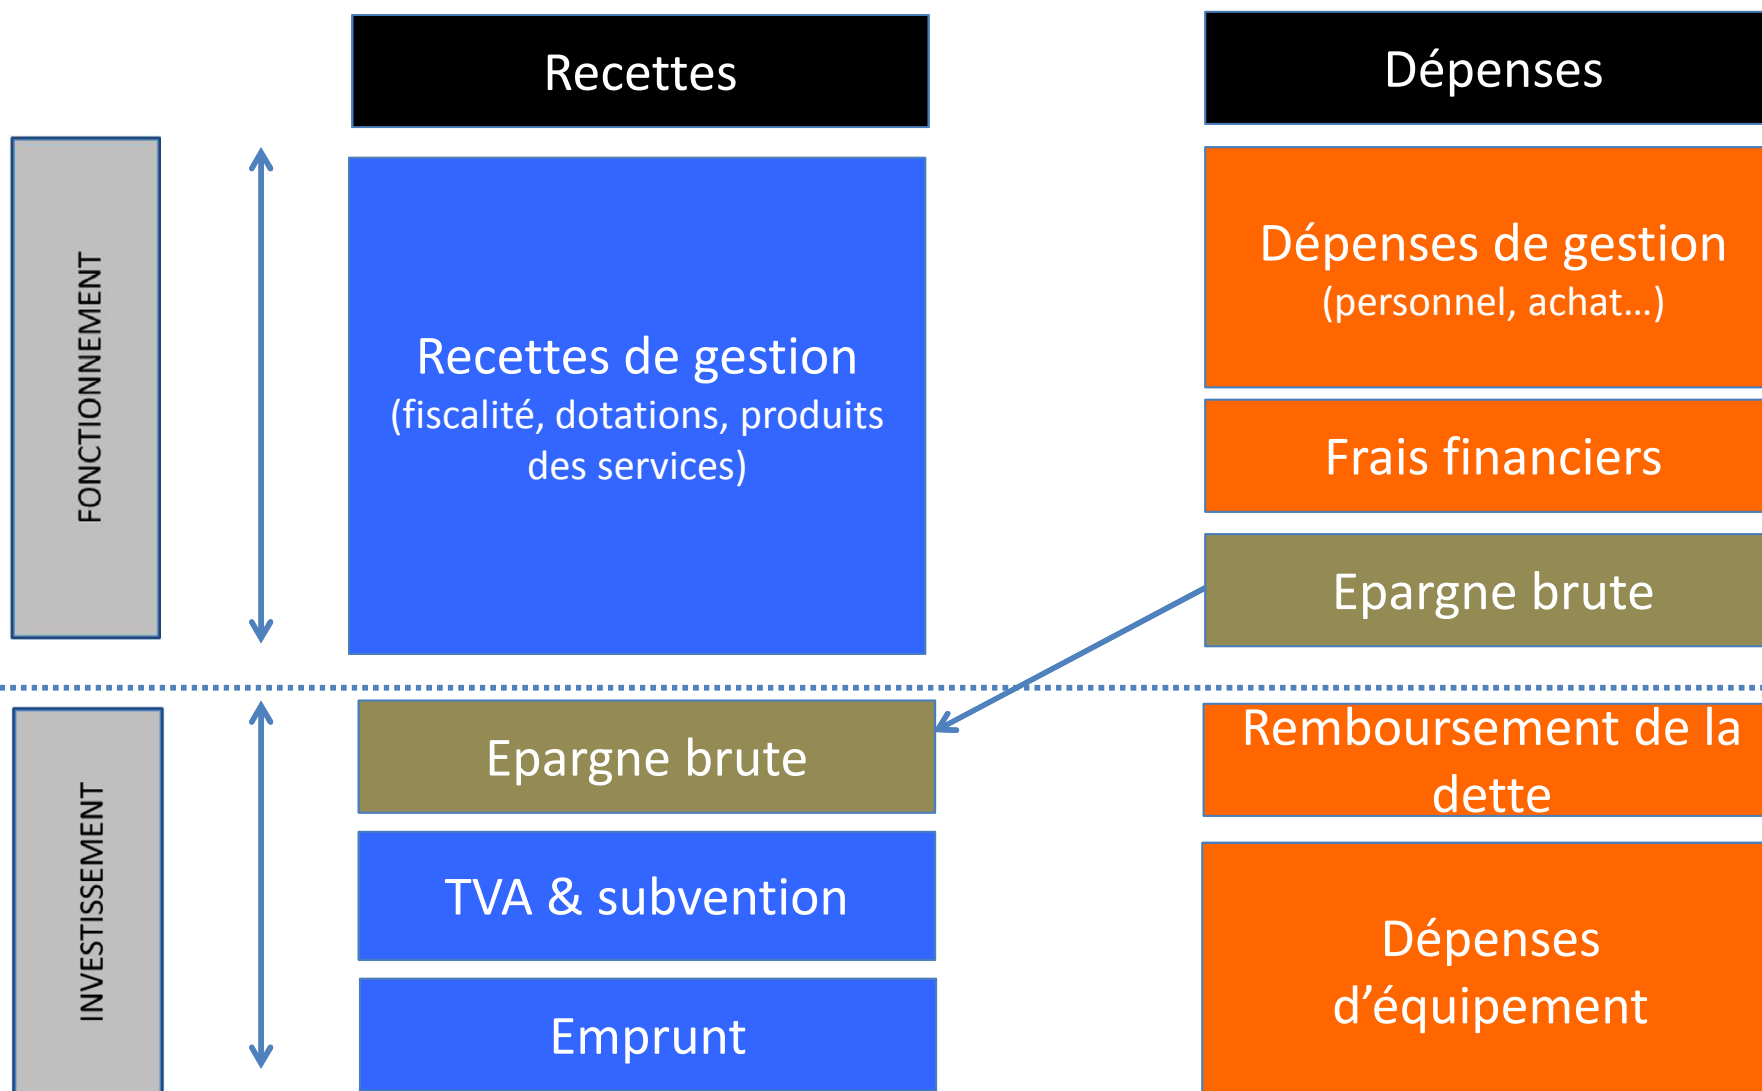 Recettes
Dépenses
FONCTIONNEMENT
Recettes de gestion
(fiscalité, dotations, produits
des services)
Dépenses de gestion
(personnel, achat...)
Frais financiers
Epargne brute
INVESTISSEMENT
Epargne brute
TVA & subvention
Emprunt
Remboursement de la
dette
Dépenses
d’équipement